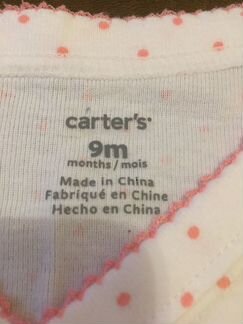 carter's®
9m
months/mois
Made in China
Fabriqué en Chine
Hecho en China